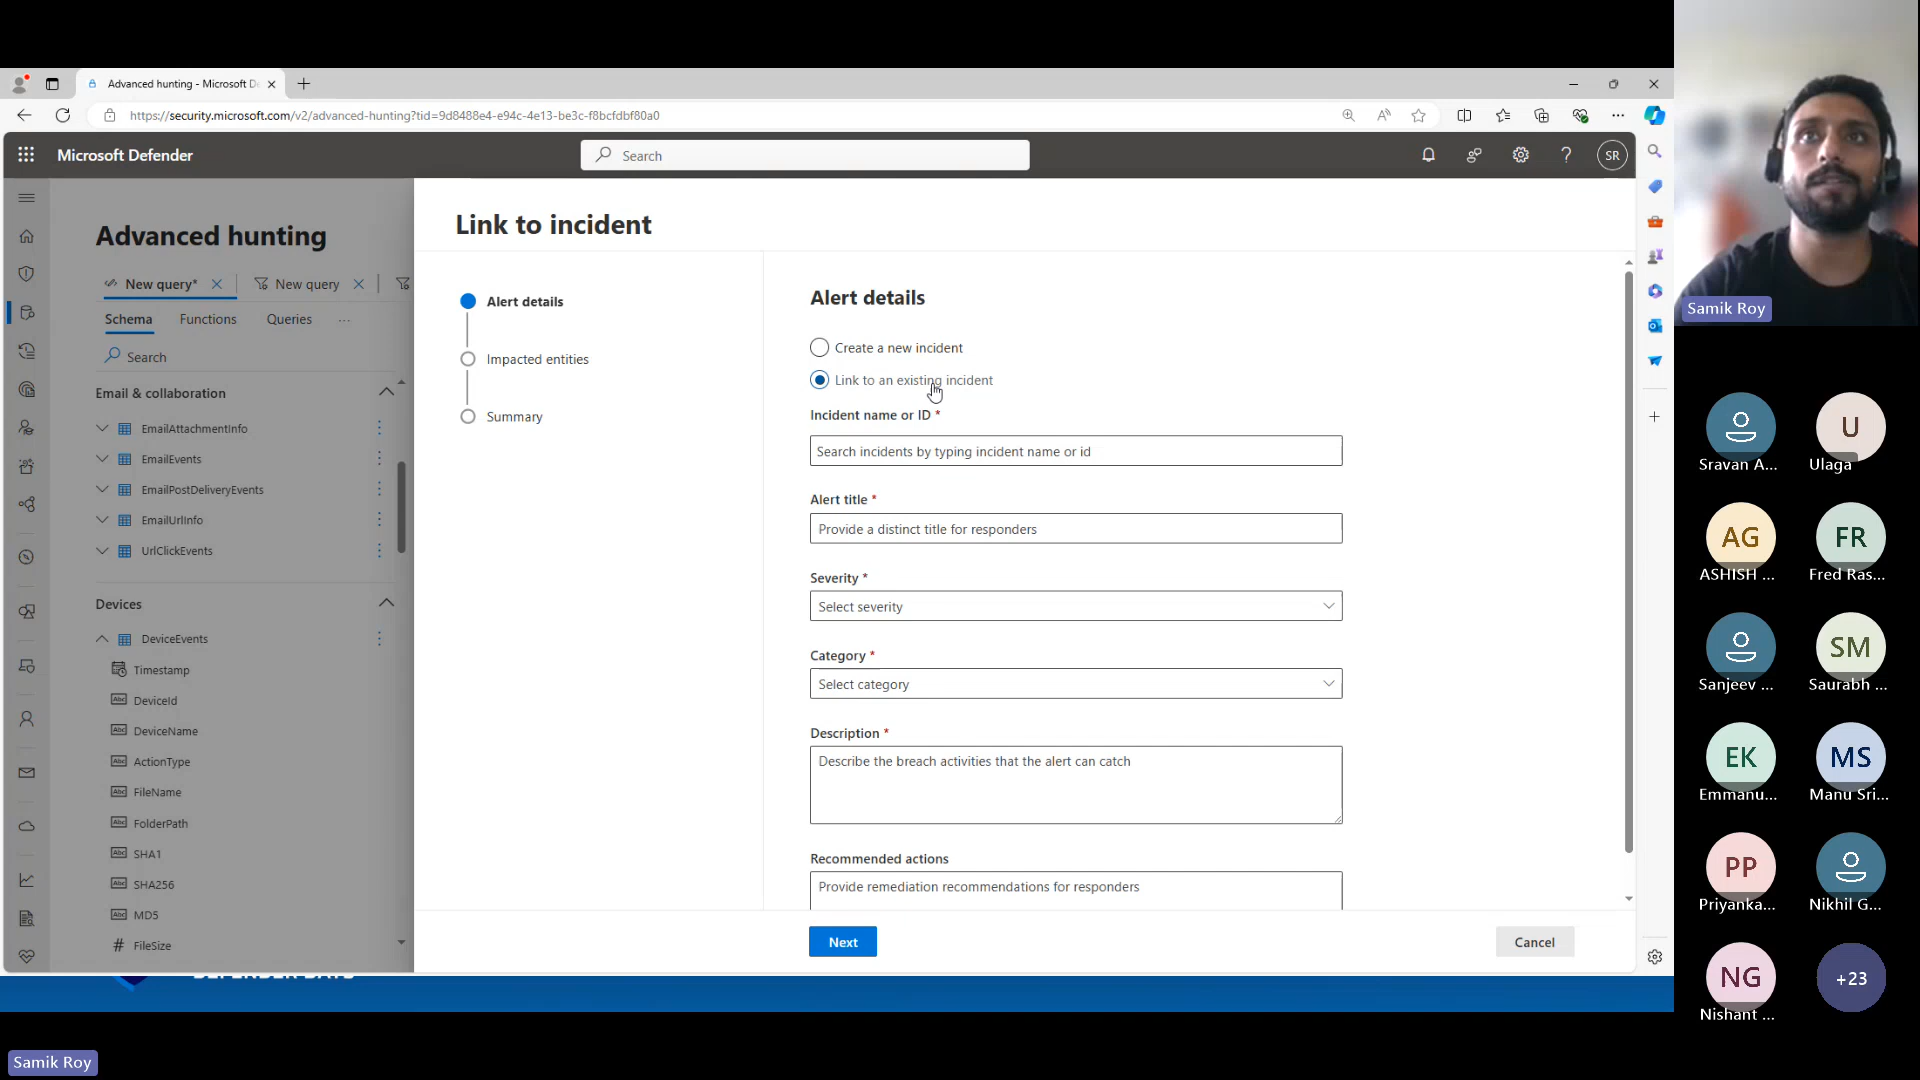 Advanced hunting - Microsoft De
https://security.microsoft.com/v2/advanced-hunting?tid=9d8488e4-e94c-4e13-be3c-f8bcfdbf80a0
Microsoft Defender
Search
SR
Advanced hunting
New query*
New query
Schema
Functions
Queries
...
Search
Email & collaboration
EmailAttachmentInfo
EmailEvents
EmailPostDeliveryEvents
EmailUrlInfo
UrlClickEvents
Devices
DeviceEvents
Timestamp
DeviceId
DeviceName
ActionType
FileName
FolderPath
SHA1
SHA256
MD5
FileSize
Link to incident
Alert details
Impacted entities
Summary
Alert details
Create a new incident
Link to an existing incident
Incident name or ID *
Search incidents by typing incident name or id
Alert title *
Provide a distinct title for responders
Severity *
Select severity
Category *
Select category
Description *
Describe the breach activities that the alert can catch
Recommended actions
Provide remediation recommendations for responders
Next
Cancel
Samik Roy
Sravan A...
U
Ulaga
AG
ASHISH ...
FR
Fred Ras...
Sanjeev ...
SM
Saurabh ...
EK
Emmanu...
MS
Manu Sri...
PP
Priyanka...
Nikhil G...
NG
Nishant ...
+23
Samik Roy